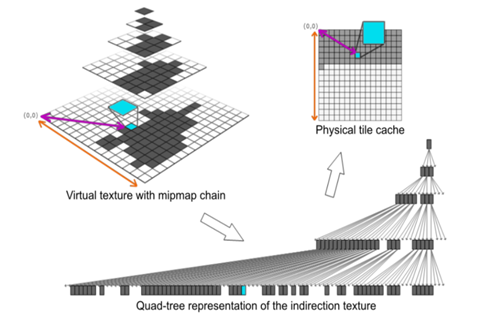 (0,0)
(0,0)
Physical tile cache
Virtual texture with mipmap chain
Quad-tree representation of the indirection texture